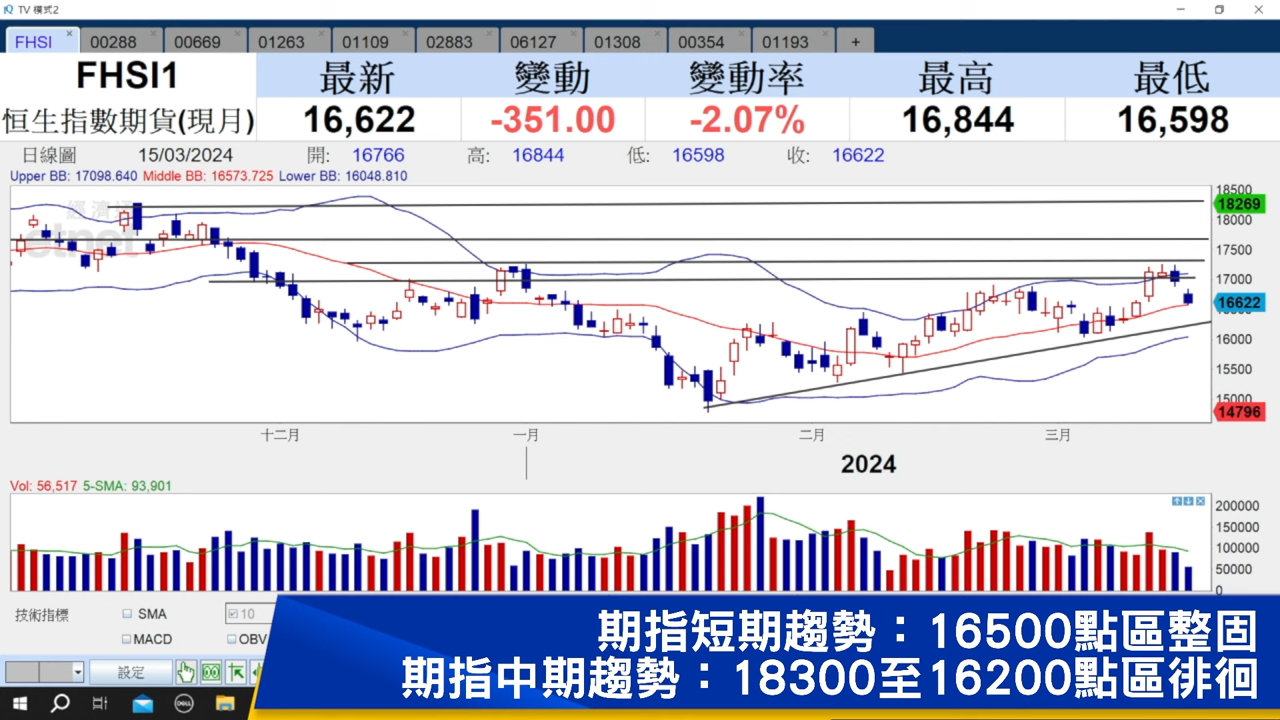 TV 模式2
FHSI 00288 00669 01263 01109 02883 06127 01308 00354 01193 +
FHSI1 最新 變動 變動率 最高 最低
恒生指數期貨(現月) 16,622 -351.00 -2.07% 16,844 16,598
日線圖 15/03/2024 開: 16766 高: 16844 低: 16598 收: 16622
Upper BB: 17098.640 Middle BB: 16573.725 Lower BB: 16048.810
etnet
18500
18269
18000
17500
17000
16622
16000
15500
15000
14796
十二月 一月 二月 三月
2024
Vol: 56,517 5-SMA: 93,901
200000
150000
100000
50000
0
技術指標 SMA 10
MACD OBV
設定
DELL
期指短期趨勢：16500點區整固
期指中期趨勢：18300至16200點區徘徊